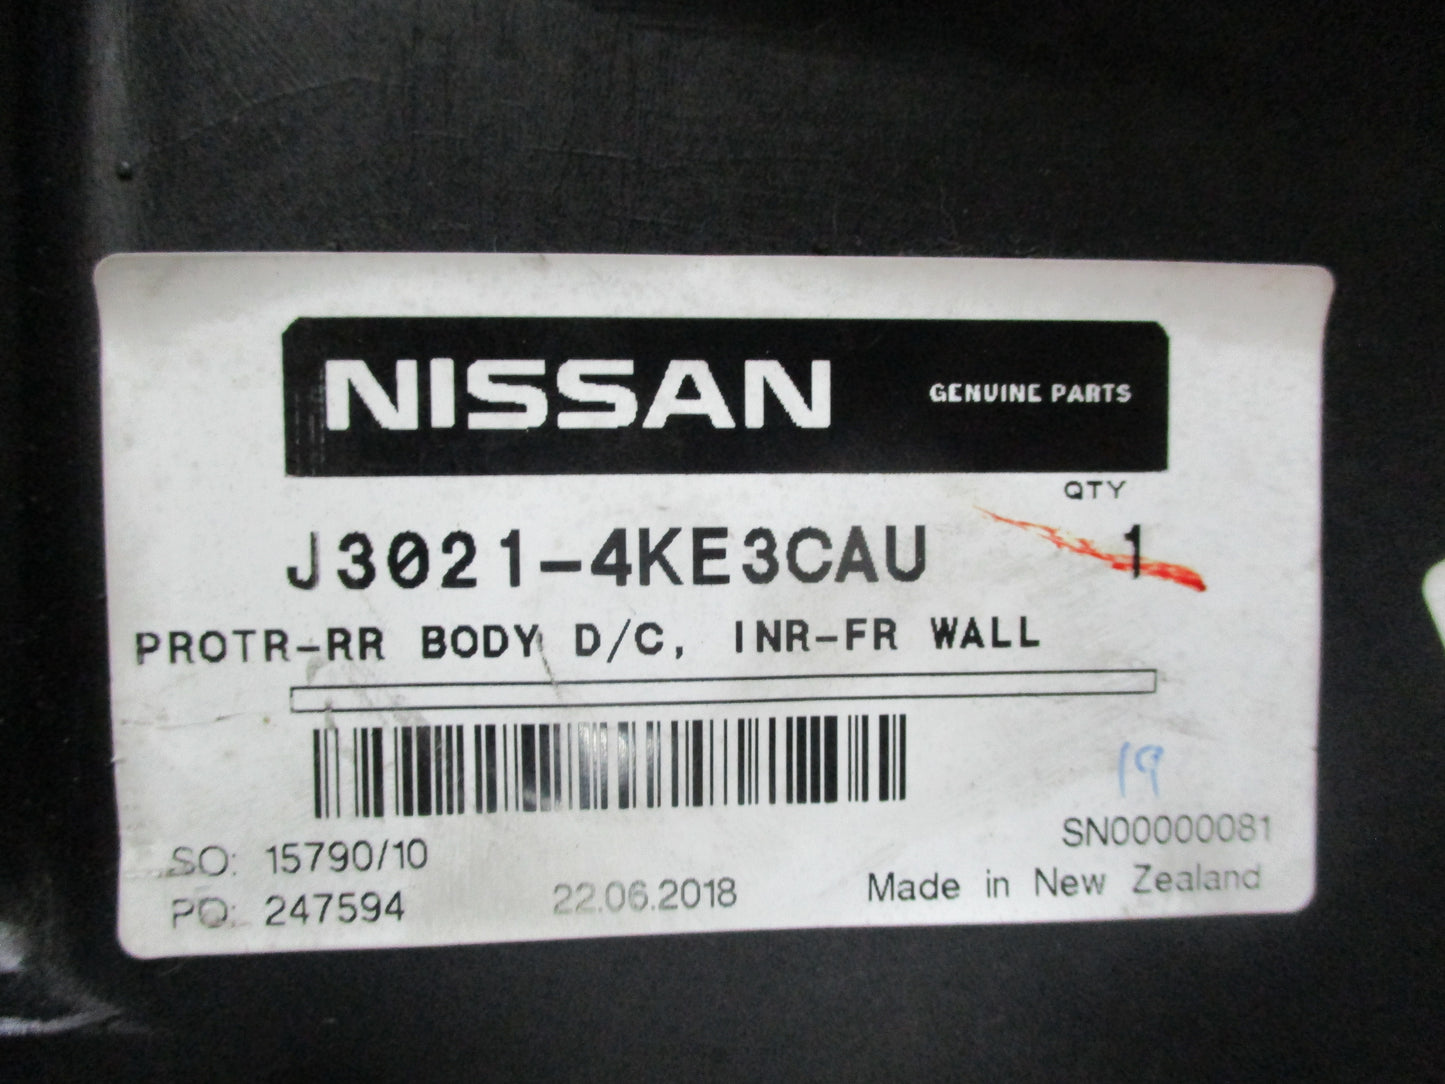 NISSAN GENUINE PARTS
QTY
J3021-4KE3CAU 1
PROTR-RR BODY D/C, INR-FR WALL
19
SN00000081
SO: 15790/10
PO: 247594
22.06.2018
Made in New Zealand